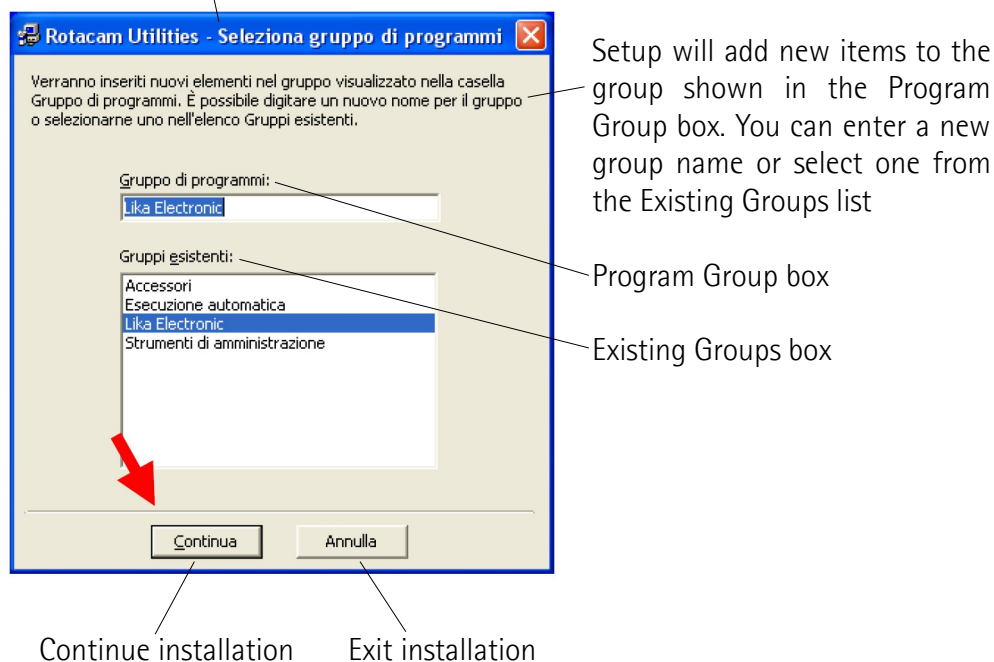 Rotacam Utilities - Seleziona gruppo di programmi
Verranno inseriti nuovi elementi nel gruppo visualizzato nella casella
Gruppo di programmi. È possibile digitare un nuovo nome per il gruppo
o selezionarne uno nell'elenco Gruppi esistenti.
Gruppo di programmi:
Lika Electronic
Gruppi esistenti:
Accessori
Esecuzione automatica
Lika Electronic
Strumenti di amministrazione
Continua
Annulla
Setup will add new items to the
group shown in the Program
Group box. You can enter a new
group name or select one from
the Existing Groups list
Program Group box
Existing Groups box
Continue installation
Exit installation